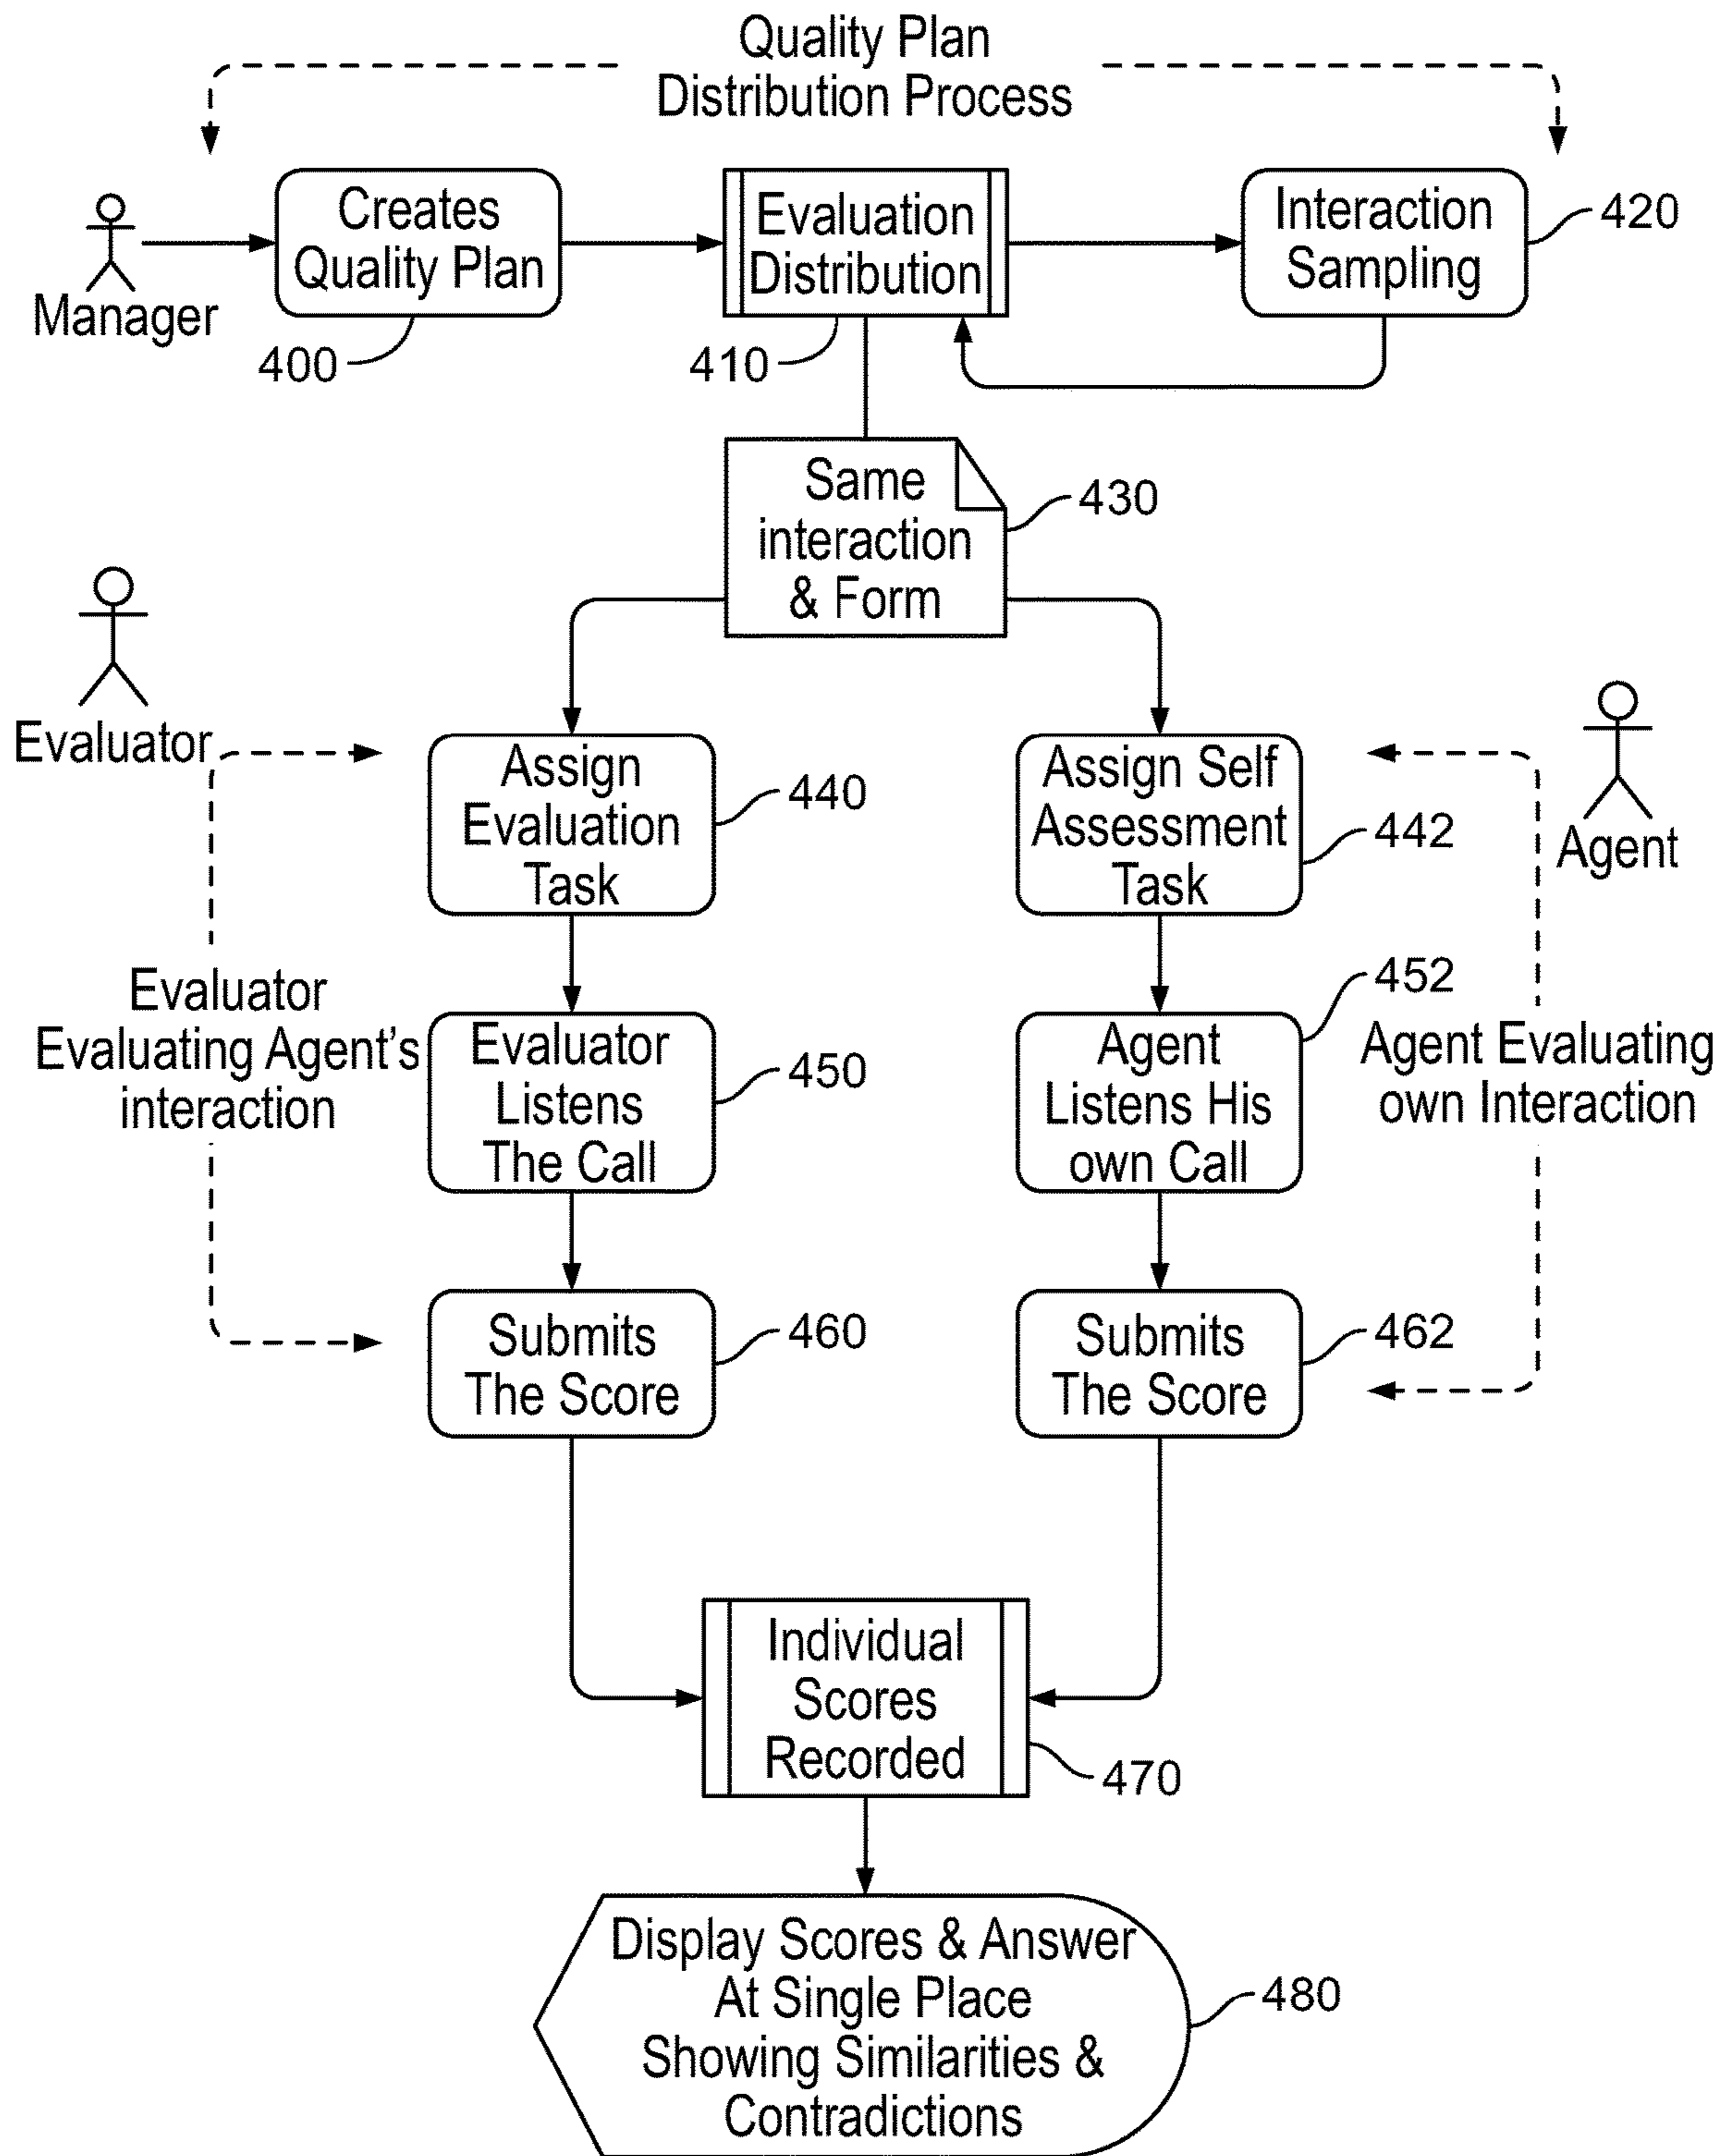 Quality Plan
Distribution Process
Manager
Creates
Quality Plan
400
Evaluation
Distribution
410
Interaction
Sampling
420
Same
interaction
& Form
430
Evaluator
Agent
Assign
Evaluation
Task
440
Assign Self
Assessment
Task
442
Evaluator
Evaluating Agent's
interaction
Evaluator
Listens
The Call
450
Agent
Listens His
own Call
452
Agent Evaluating
own Interaction
Submits
The Score
460
Submits
The Score
462
Individual
Scores
Recorded
470
Display Scores & Answer
At Single Place
Showing Similarities &
Contradictions
480